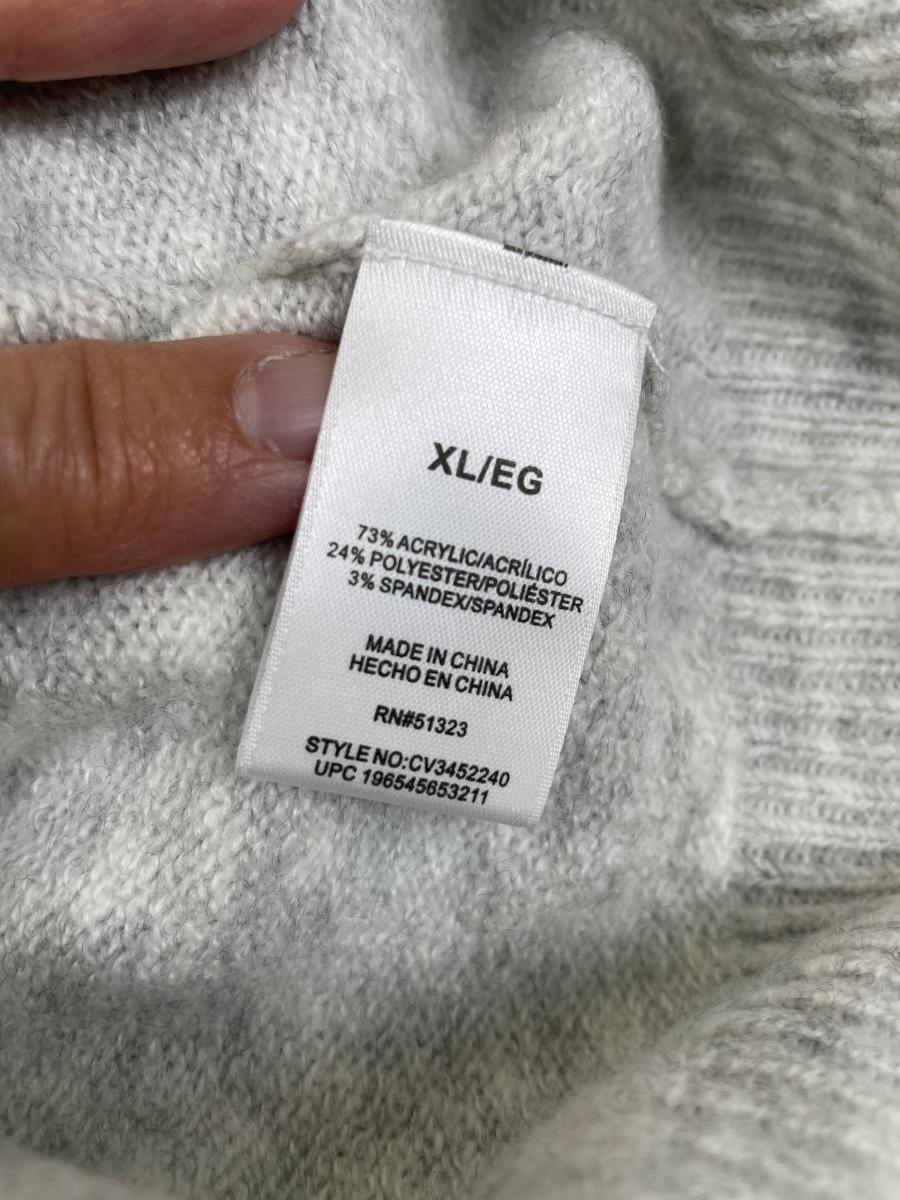 XL/EG
73% ACRYLIC/ACRÍLICO
24% POLYESTER/POLIÉSTER
3% SPANDEX/SPANDEX
MADE IN CHINA
HECHO EN CHINA
RN#51323
STYLE NO:CV3452240
UPC 196545653211